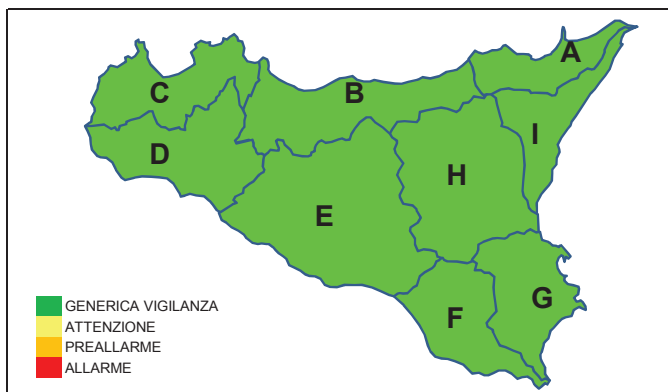 A
C
B
I
D
H
E
G
F
GENERICA VIGILANZA
ATTENZIONE
PREALLARME
ALLARME